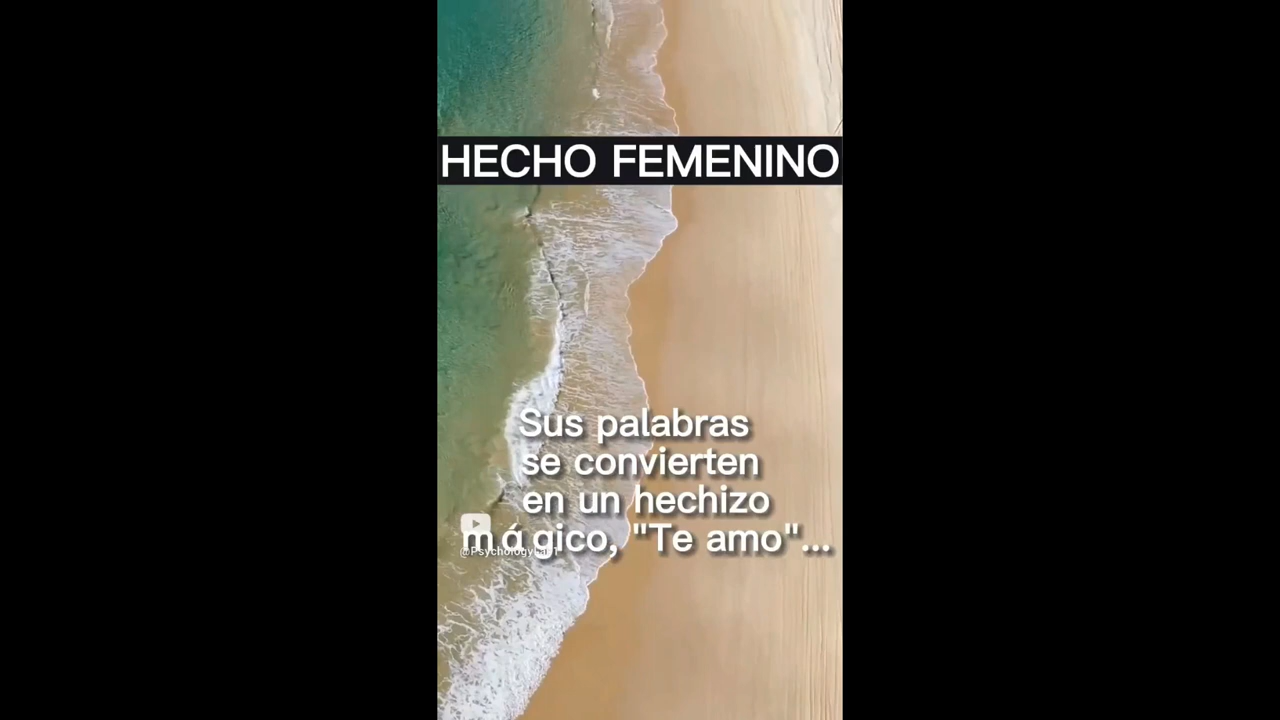 HECHO FEMENINO
Sus palabras
se convierten
en un hechizo
mágico, "Te amo"...